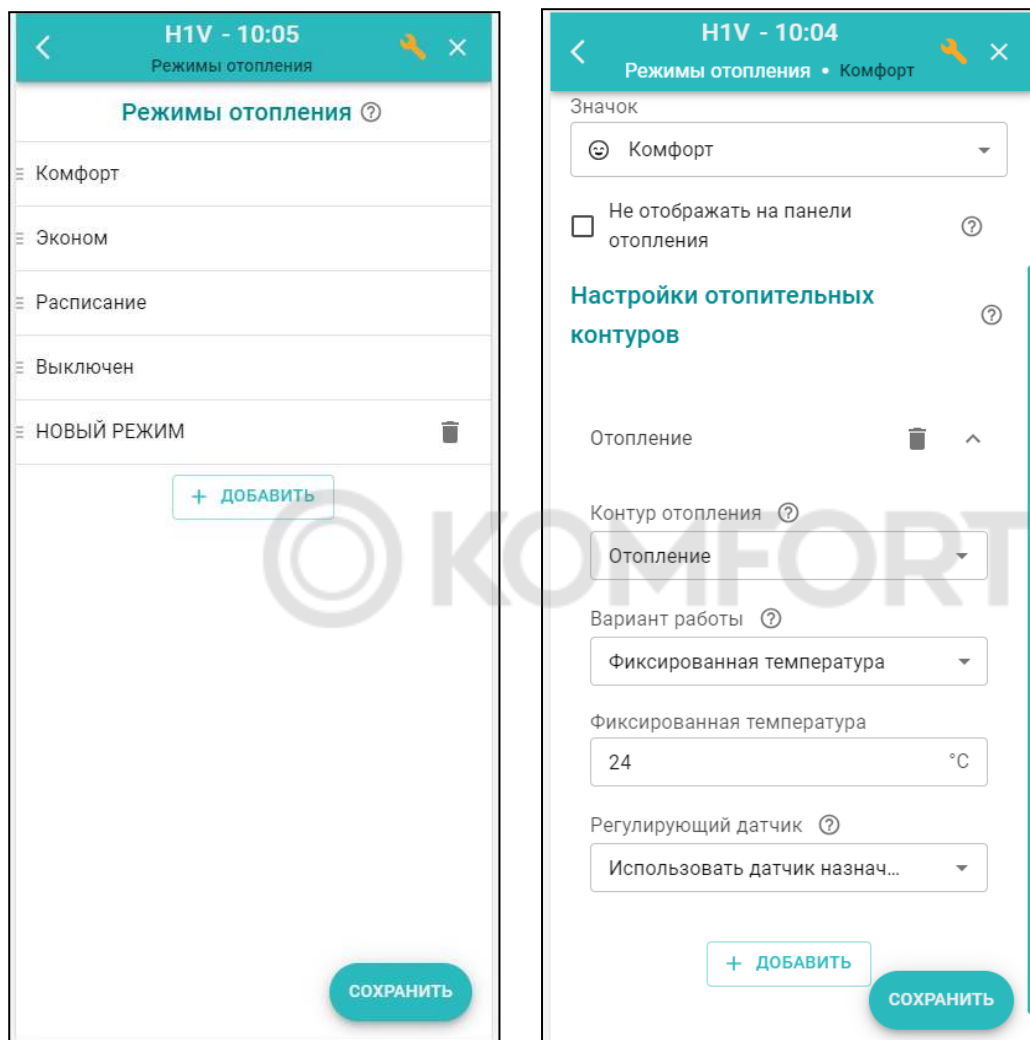 H1V - 10:05
Режимы отопления
Режимы отопления
Комфорт
Эконом
Расписание
Выключен
НОВЫЙ РЕЖИМ
+ ДОБАВИТЬ
СОХРАНИТЬ
H1V - 10:04
Режимы отопления • Комфорт
Значок
Комфорт
Не отображать на панели
отопления
Настройки отопительных
контуров
Отопление
Контур отопления
Отопление
Вариант работы
Фиксированная температура
Фиксированная температура
24 °C
Регулирующий датчик
Использовать датчик назнач...
+ ДОБАВИТЬ
СОХРАНИТЬ
KOMFORT